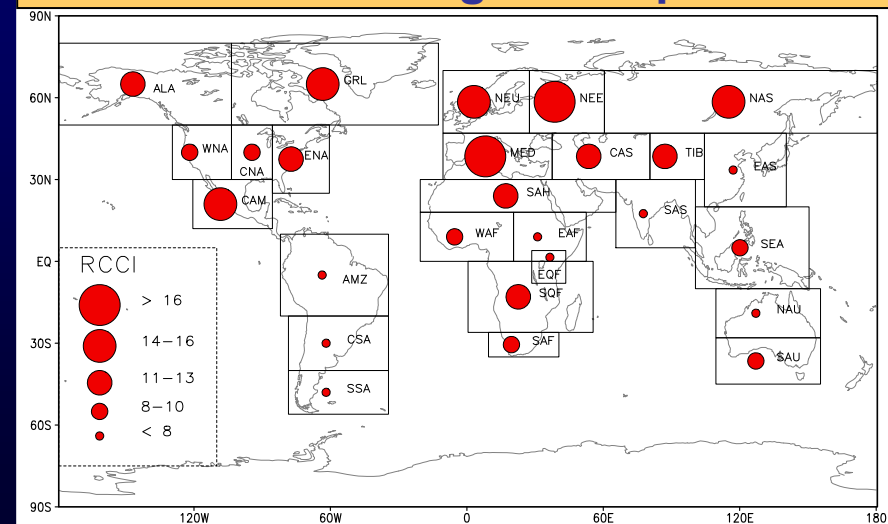 90N
60N
30N
EQ
30S
60S
90S
ALA
GRL
NEU
NEE
NAS
WNA
CNA
ENA
MED
CAS
TIB
EAS
CAM
SAH
SAS
WAF
EAF
SEA
AMZ
EQF
SQF
NAU
CSA
SAF
SAU
SSA
RCCI
> 16
14-16
11-13
8-10
< 8
120W
60W
0
60E
120E
180